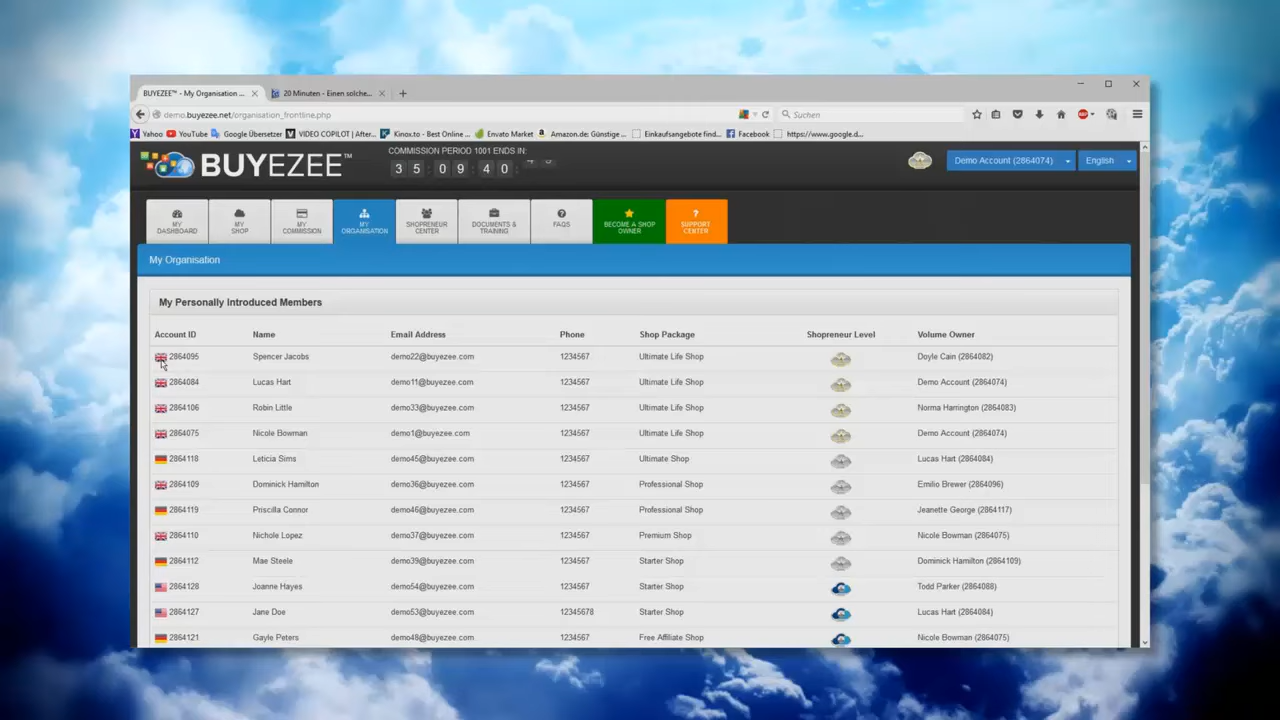 BUYEZEE™ - My Organisation ...
20 Minuten - Einen solche...
demo.buyezee.net/organisation_frontline.php
Suchen
Yahoo YouTube Google Übersetzer VIDEO COPILOT | After... Kinox.to - Best Online ... Envato Market Amazon.de: Günstige ... Einkaufsangebote find... Facebook https://www.google.d...
BUYEZEE™
COMMISSION PERIOD 1001 ENDS IN:
3 5 : 0 9 : 4 0 :
Demo Account (2864074)
English
MY DASHBOARD
MY SHOP
MY COMMISSION
MY ORGANISATION
SHOPRENEUR CENTER
DOCUMENTS & TRAINING
FAQS
BECOME A SHOP OWNER
SUPPORT CENTER
My Organisation
My Personally Introduced Members
Account ID Name Email Address Phone Shop Package Shopreneur Level Volume Owner
2864095 Spencer Jacobs demo22@buyezee.com 1234567 Ultimate Life Shop Doyle Cain (2864082)
2864084 Lucas Hart demo11@buyezee.com 1234567 Ultimate Life Shop Demo Account (2864074)
2864106 Robin Little demo33@buyezee.com 1234567 Ultimate Life Shop Norma Harrington (2864083)
2864075 Nicole Bowman demo1@buyezee.com 1234567 Ultimate Life Shop Demo Account (2864074)
2864118 Leticia Sims demo45@buyezee.com 1234567 Ultimate Shop Lucas Hart (2864084)
2864109 Dominick Hamilton demo36@buyezee.com 1234567 Professional Shop Emilio Brewer (2864096)
2864119 Priscilla Connor demo46@buyezee.com 1234567 Professional Shop Jeanette George (2864117)
2864110 Nichole Lopez demo37@buyezee.com 1234567 Premium Shop Nicole Bowman (2864075)
2864112 Mae Steele demo39@buyezee.com 1234567 Starter Shop Dominick Hamilton (2864109)
2864128 Joanne Hayes demo54@buyezee.com 1234567 Starter Shop Todd Parker (2864088)
2864127 Jane Doe demo53@buyezee.com 12345678 Starter Shop Lucas Hart (2864084)
2864121 Gayle Peters demo48@buyezee.com 1234567 Free Affiliate Shop Nicole Bowman (2864075)